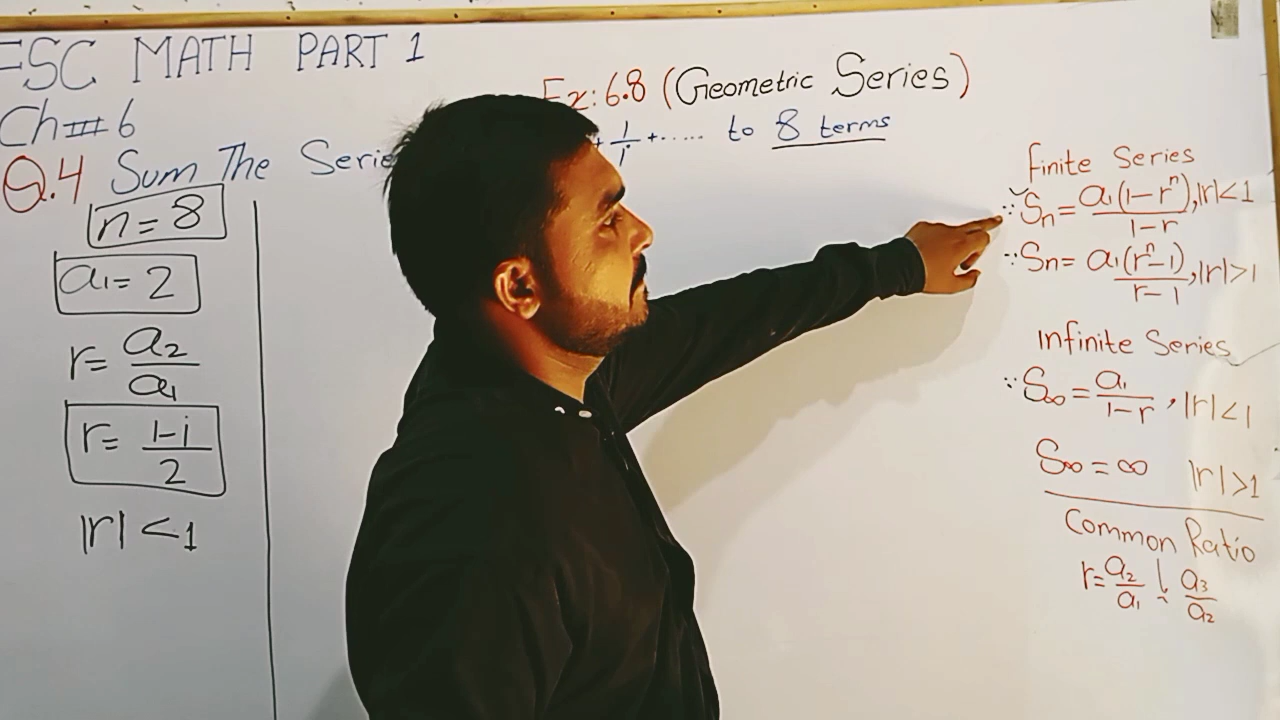 FSC MATH PART 1
Ch# 6
Ex: 6.8 (Geometric Series)
Q.4 Sum The Serie + 1/i + ..... to 8 terms
n = 8
a₁ = 2
r = a₂/a₁
r = 1-i/2
|r| < 1
Finite Series
∵ Sn = a₁(1-rⁿ)/1-r, |r|<1
∵ Sn = a₁(rⁿ-1)/r-1, |r|>1
Infinite Series
∵ S∞ = a₁/1-r, |r|<1
S∞ = ∞ |r|>1
Common Ratio
r = a₂/a₁ a₃/a₂